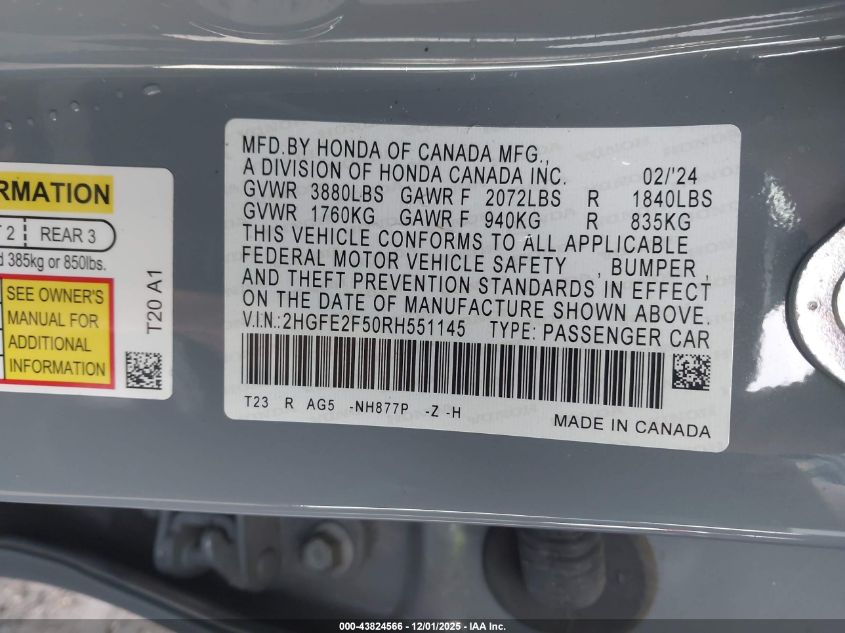 RMATION
2 REAR 3
385kg or 850lbs.
SEE OWNER'S
MANUAL FOR
ADDITIONAL
INFORMATION
T20 A1
MFD.BY HONDA OF CANADA MFG.,
A DIVISION OF HONDA CANADA INC. 02/'24
GVWR 3880LBS GAWR F 2072LBS R 1840LBS
GVWR 1760KG GAWR F 940KG R 835KG
THIS VEHICLE CONFORMS TO ALL APPLICABLE
FEDERAL MOTOR VEHICLE SAFETY , BUMPER ,
AND THEFT PREVENTION STANDARDS IN EFFECT
ON THE DATE OF MANUFACTURE SHOWN ABOVE.
V.I.N.:2HGFE2F50RH551145 TYPE: PASSENGER CAR
T23 R AG5 -NH877P -Z -H
MADE IN CANADA
000-43824566 | 12/01/2025 - IAA Inc.